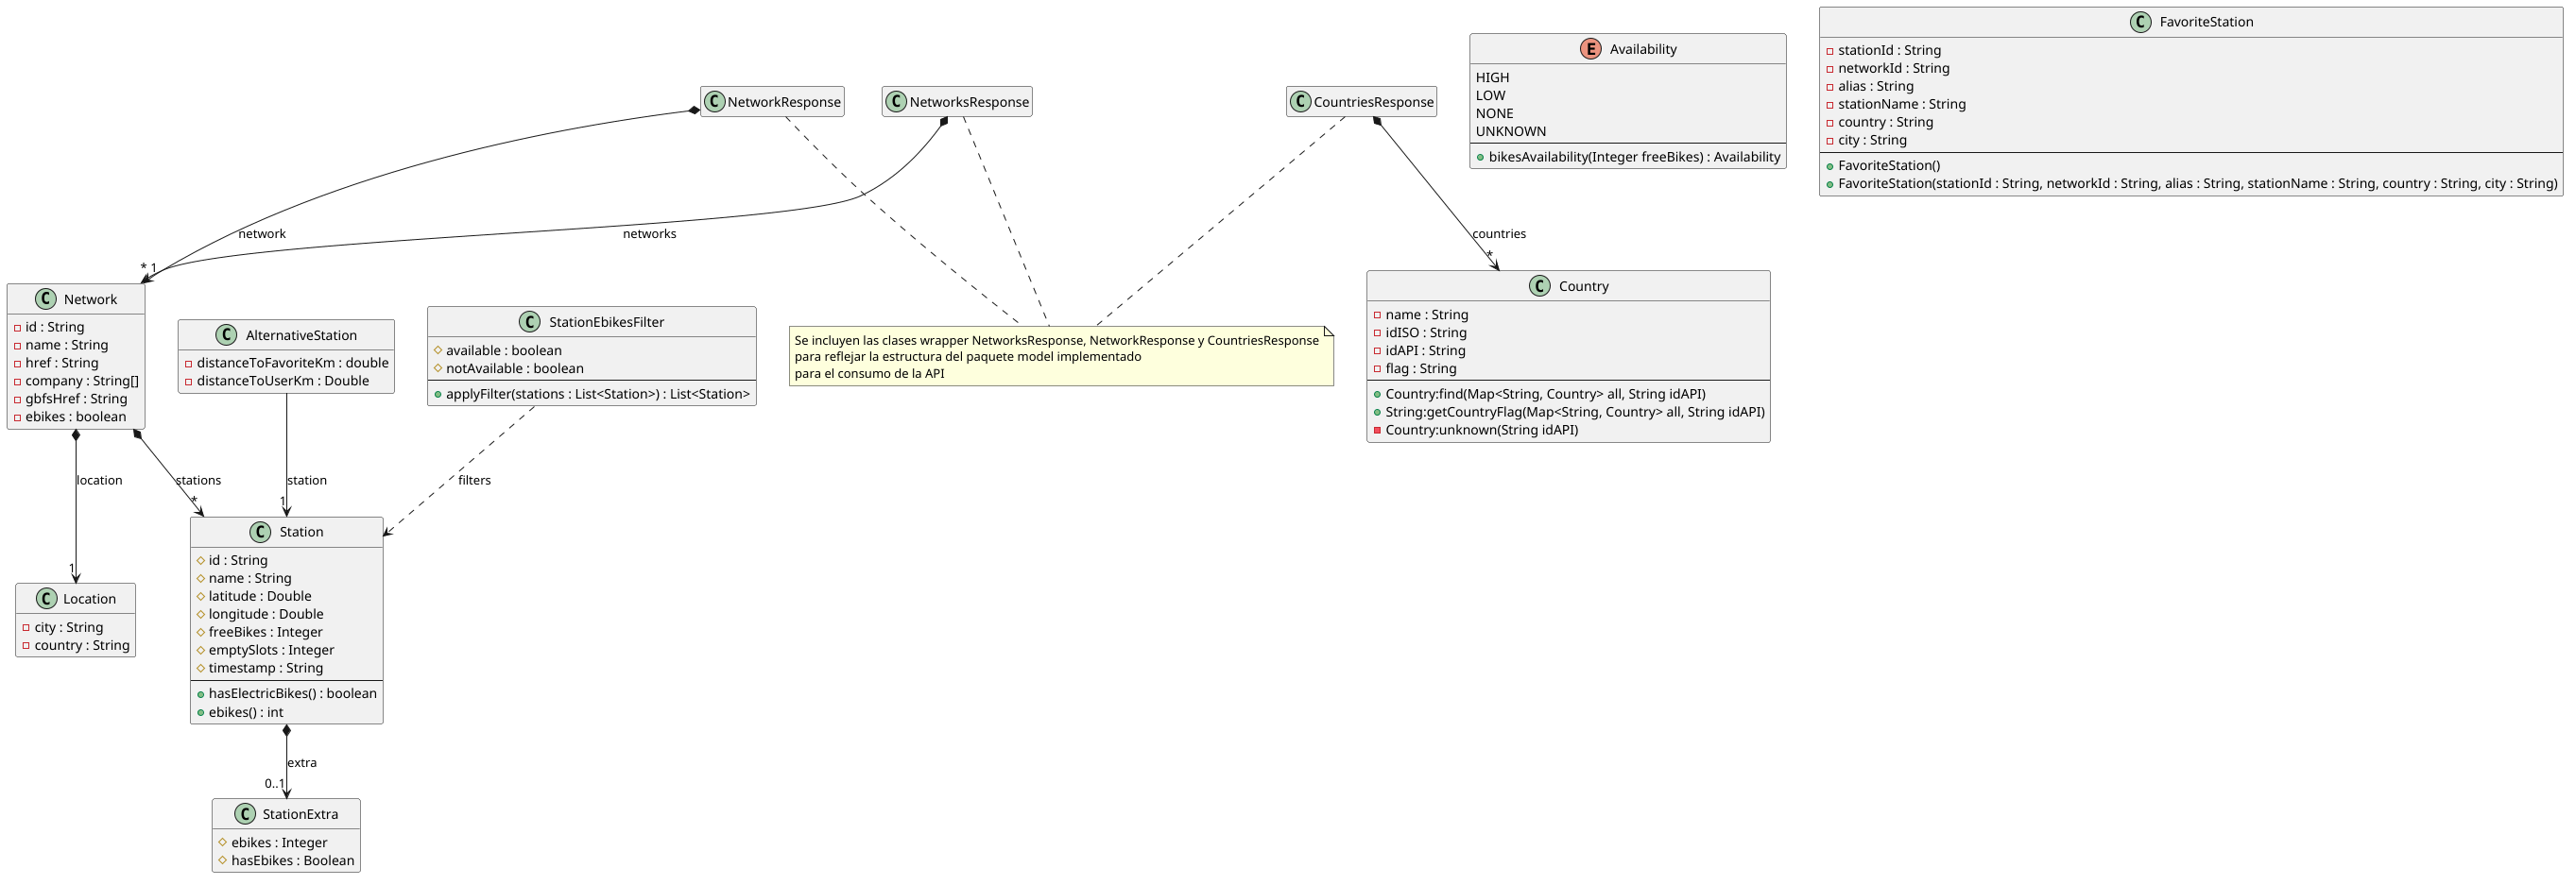 FavoriteStation
stationId : String
networkId : String
alias : String
stationName : String
country : String
city : String
FavoriteStation()
FavoriteStation(stationId : String, networkId : String, alias : String, stationName : String, country : String, city : String)
Availability
HIGH
LOW
NONE
UNKNOWN
bikesAvailability(Integer freeBikes) : Availability
NetworkResponse
NetworksResponse
CountriesResponse
network
networks
countries
* 1
*
Network
id : String
name : String
href : String
company : String[]
gbfsHref : String
ebikes : boolean
AlternativeStation
distanceToFavoriteKm : double
distanceToUserKm : Double
StationEbikesFilter
available : boolean
notAvailable : boolean
applyFilter(stations : List<Station>) : List<Station>
Se incluyen las clases wrapper NetworksResponse, NetworkResponse y CountriesResponse
para reflejar la estructura del paquete model implementado
para el consumo de la API
Country
name : String
idISO : String
idAPI : String
flag : String
Country:find(Map<String, Country> all, String idAPI)
String:getCountryFlag(Map<String, Country> all, String idAPI)
Country:unknown(String idAPI)
location
stations
station
filters
*
1
1
Station
id : String
name : String
latitude : Double
longitude : Double
freeBikes : Integer
emptySlots : Integer
timestamp : String
hasElectricBikes() : boolean
ebikes() : int
Location
city : String
country : String
extra
0..1
StationExtra
ebikes : Integer
hasEbikes : Boolean